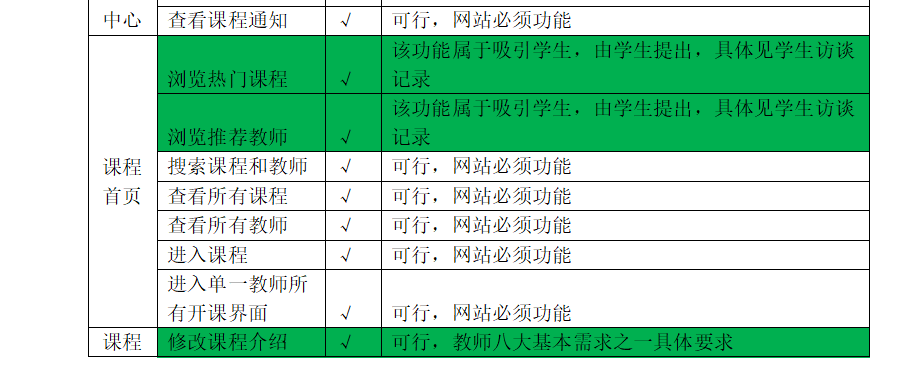 中心 查看课程通知 √ 可行，网站必须功能
该功能属于吸引学生，由学生提出，具体见学生访谈
浏览热门课程 √ 记录
该功能属于吸引学生，由学生提出，具体见学生访谈
浏览推荐教师 √ 记录
课程 搜索课程和教师 √ 可行，网站必须功能
首页 查看所有课程 √ 可行，网站必须功能
查看所有教师 √ 可行，网站必须功能
进入课程 √ 可行，网站必须功能
进入单一教师所
有开课界面 √ 可行，网站必须功能
课程 修改课程介绍 √ 可行，教师八大基本需求之一具体要求